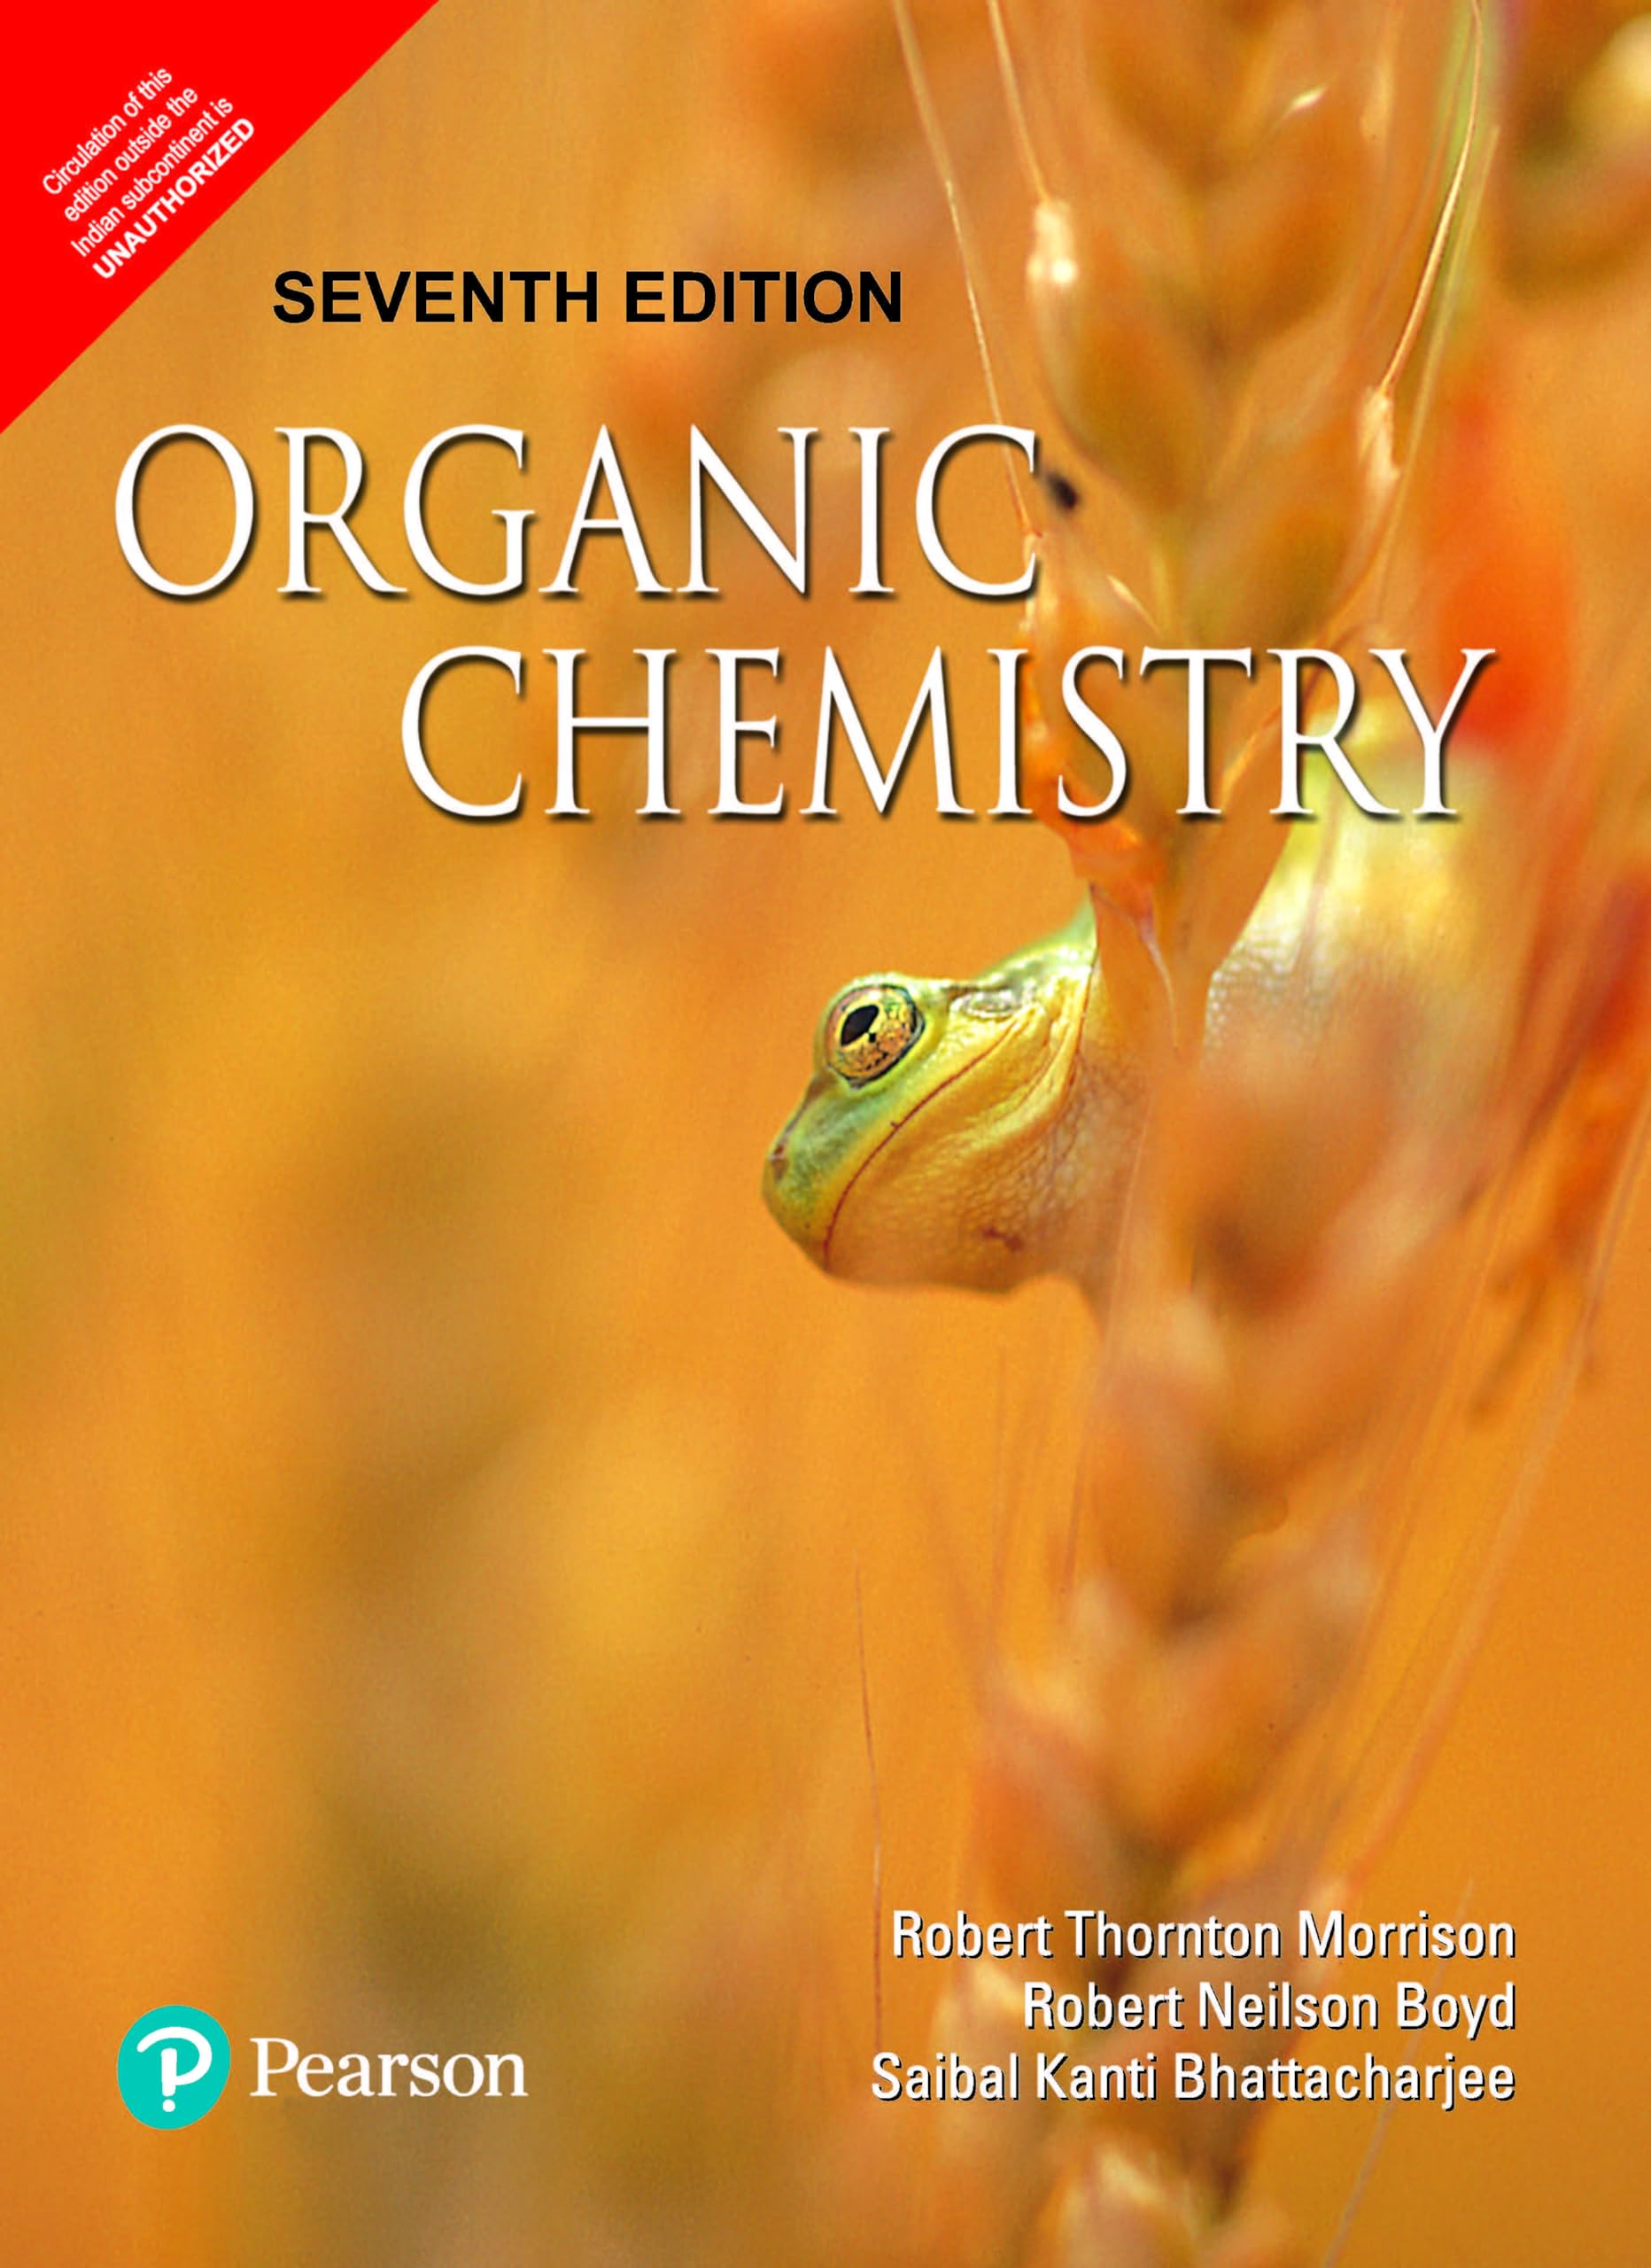 Circulation of this
edition outside the
Indian subcontinent is
UNAUTHORIZED
SEVENTH EDITION
ORGANIC
CHEMISTRY
Robert Thornton Morrison
Robert Neilson Boyd
Saibal Kanti Bhattacharjee
Pearson